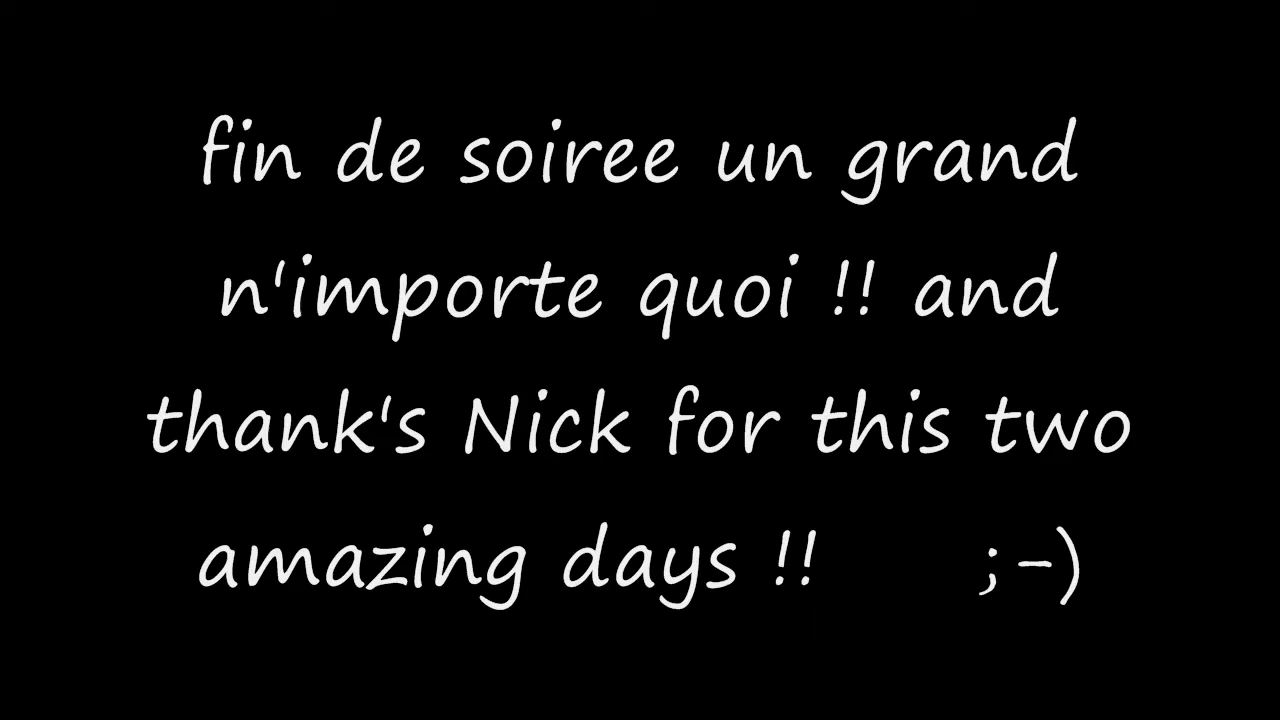 fin de soiree un grand
n'importe quoi !! and
thank's Nick for this two
amazing days !! ;-)